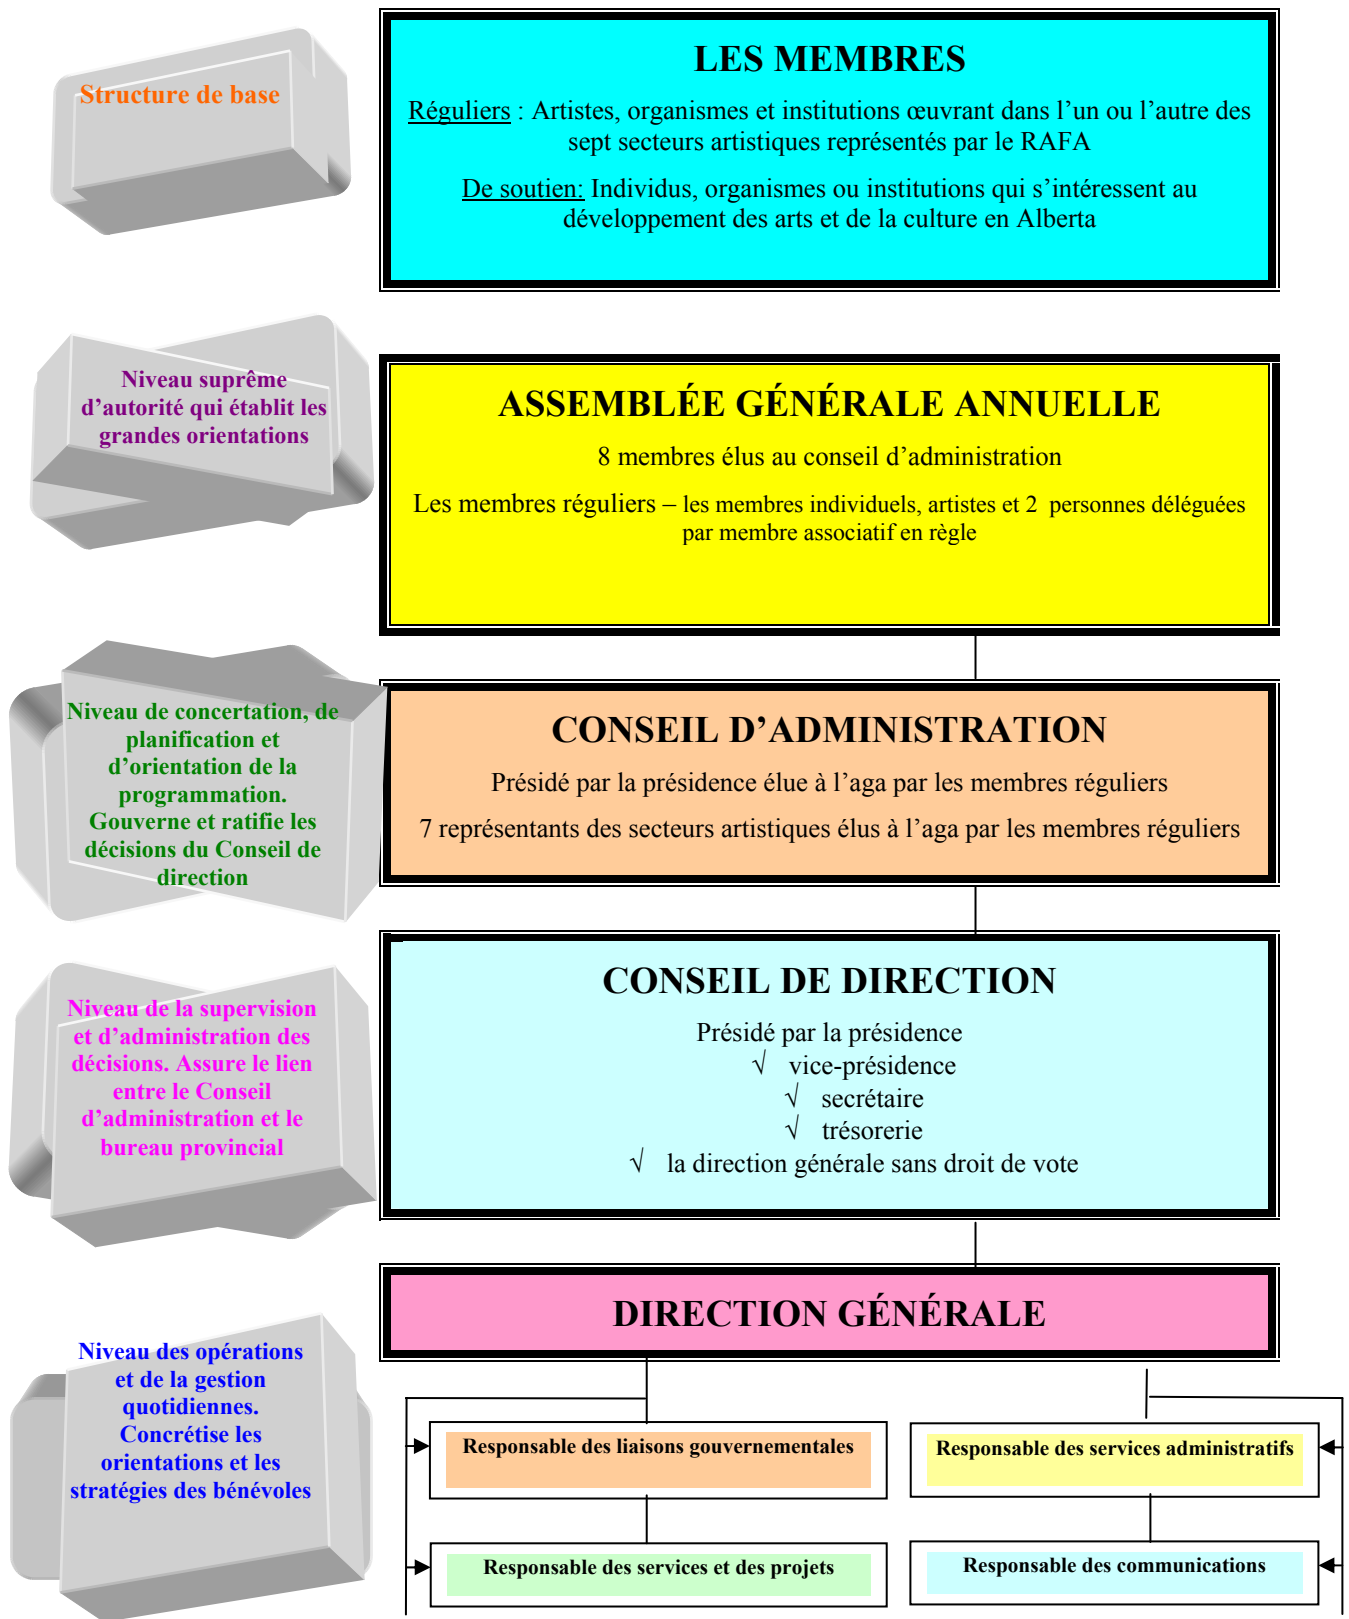 Structure de base
LES MEMBRES
Réguliers : Artistes, organismes et institutions œuvrant dans l’un ou l’autre des
sept secteurs artistiques représentés par le RAFA
De soutien: Individus, organismes ou institutions qui s’intéressent au
développement des arts et de la culture en Alberta
Niveau suprême
d’autorité qui établit les
grandes orientations
ASSEMBLÉE GÉNÉRALE ANNUELLE
8 membres élus au conseil d’administration
Les membres réguliers – les membres individuels, artistes et 2 personnes déléguées
par membre associatif en règle
Niveau de concertation, de
planification et
d’orientation de la
programmation.
Gouverne et ratifie les
décisions du Conseil de
direction
CONSEIL D’ADMINISTRATION
Présidé par la présidence élue à l’aga par les membres réguliers
7 représentants des secteurs artistiques élus à l’aga par les membres réguliers
Niveau de la supervision
et d’administration des
décisions. Assure le lien
entre le Conseil
d’administration et le
bureau provincial
CONSEIL DE DIRECTION
Présidé par la présidence
√ vice-présidence
√ secrétaire
√ trésorerie
√ la direction générale sans droit de vote
Niveau des opérations
et de la gestion
quotidiennes.
Concrétise les
orientations et les
stratégies des bénévoles
DIRECTION GÉNÉRALE
Responsable des liaisons gouvernementales
Responsable des services administratifs
Responsable des services et des projets
Responsable des communications